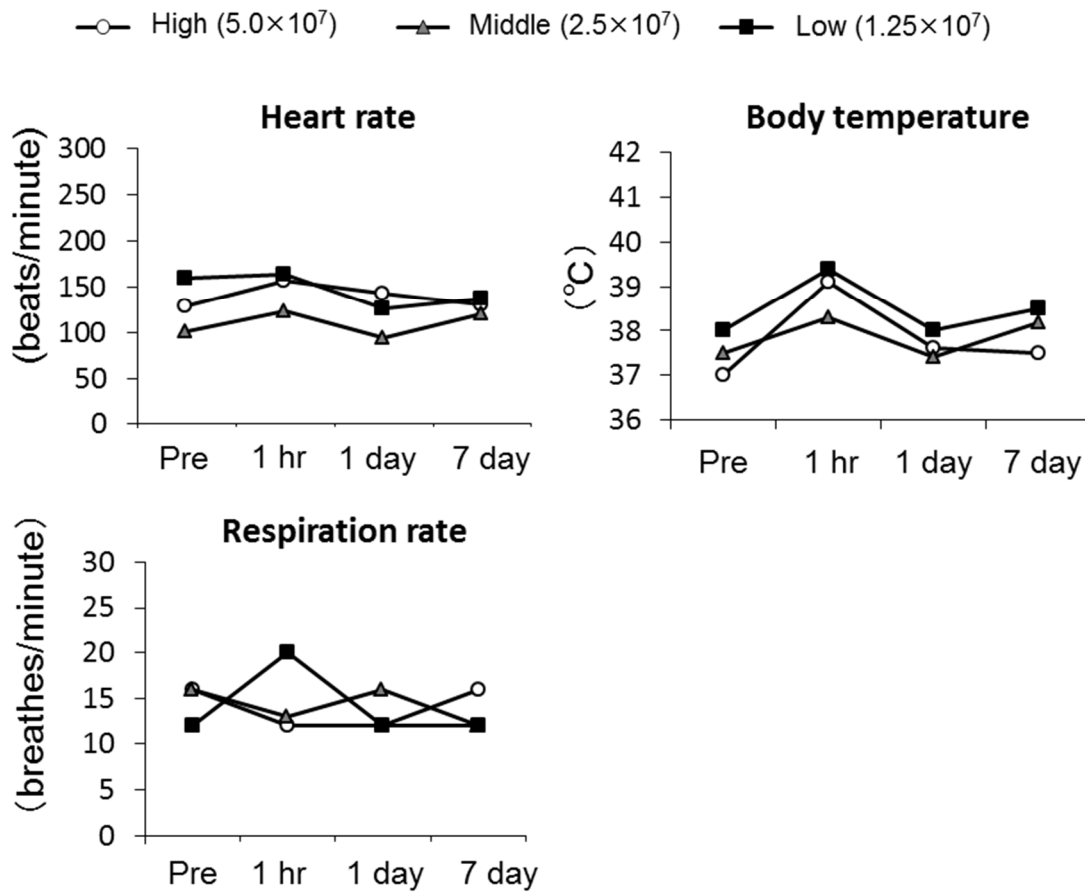 High (5.0×10⁷) Middle (2.5×10⁷) Low (1.25×10⁷)
Heart rate
(beats/minute)
300
250
200
150
100
50
0
Pre 1 hr 1 day 7 day
Body temperature
(°C)
42
41
40
39
38
37
36
Pre 1 hr 1 day 7 day
Respiration rate
(breathes/minute)
30
25
20
15
10
5
0
Pre 1 hr 1 day 7 day